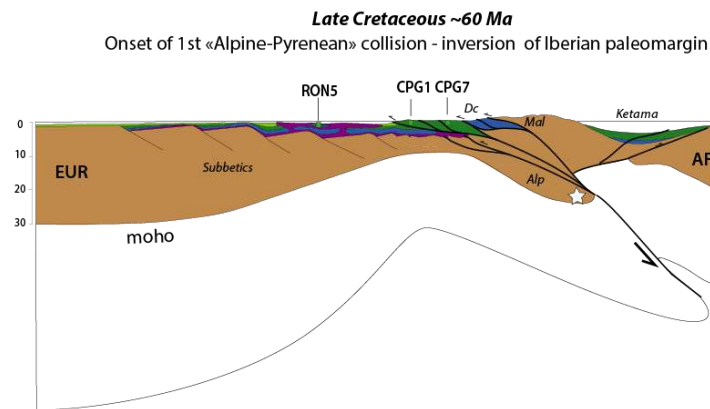 Late Cretaceous ~60 Ma
Onset of 1st «Alpine-Pyrenean» collision - inversion of Iberian paleomargin
RON5
CPG1 CPG7
Dc
Mal
Ketama
0
10
20
30
EUR
Subbetics
Alp
AF
moho